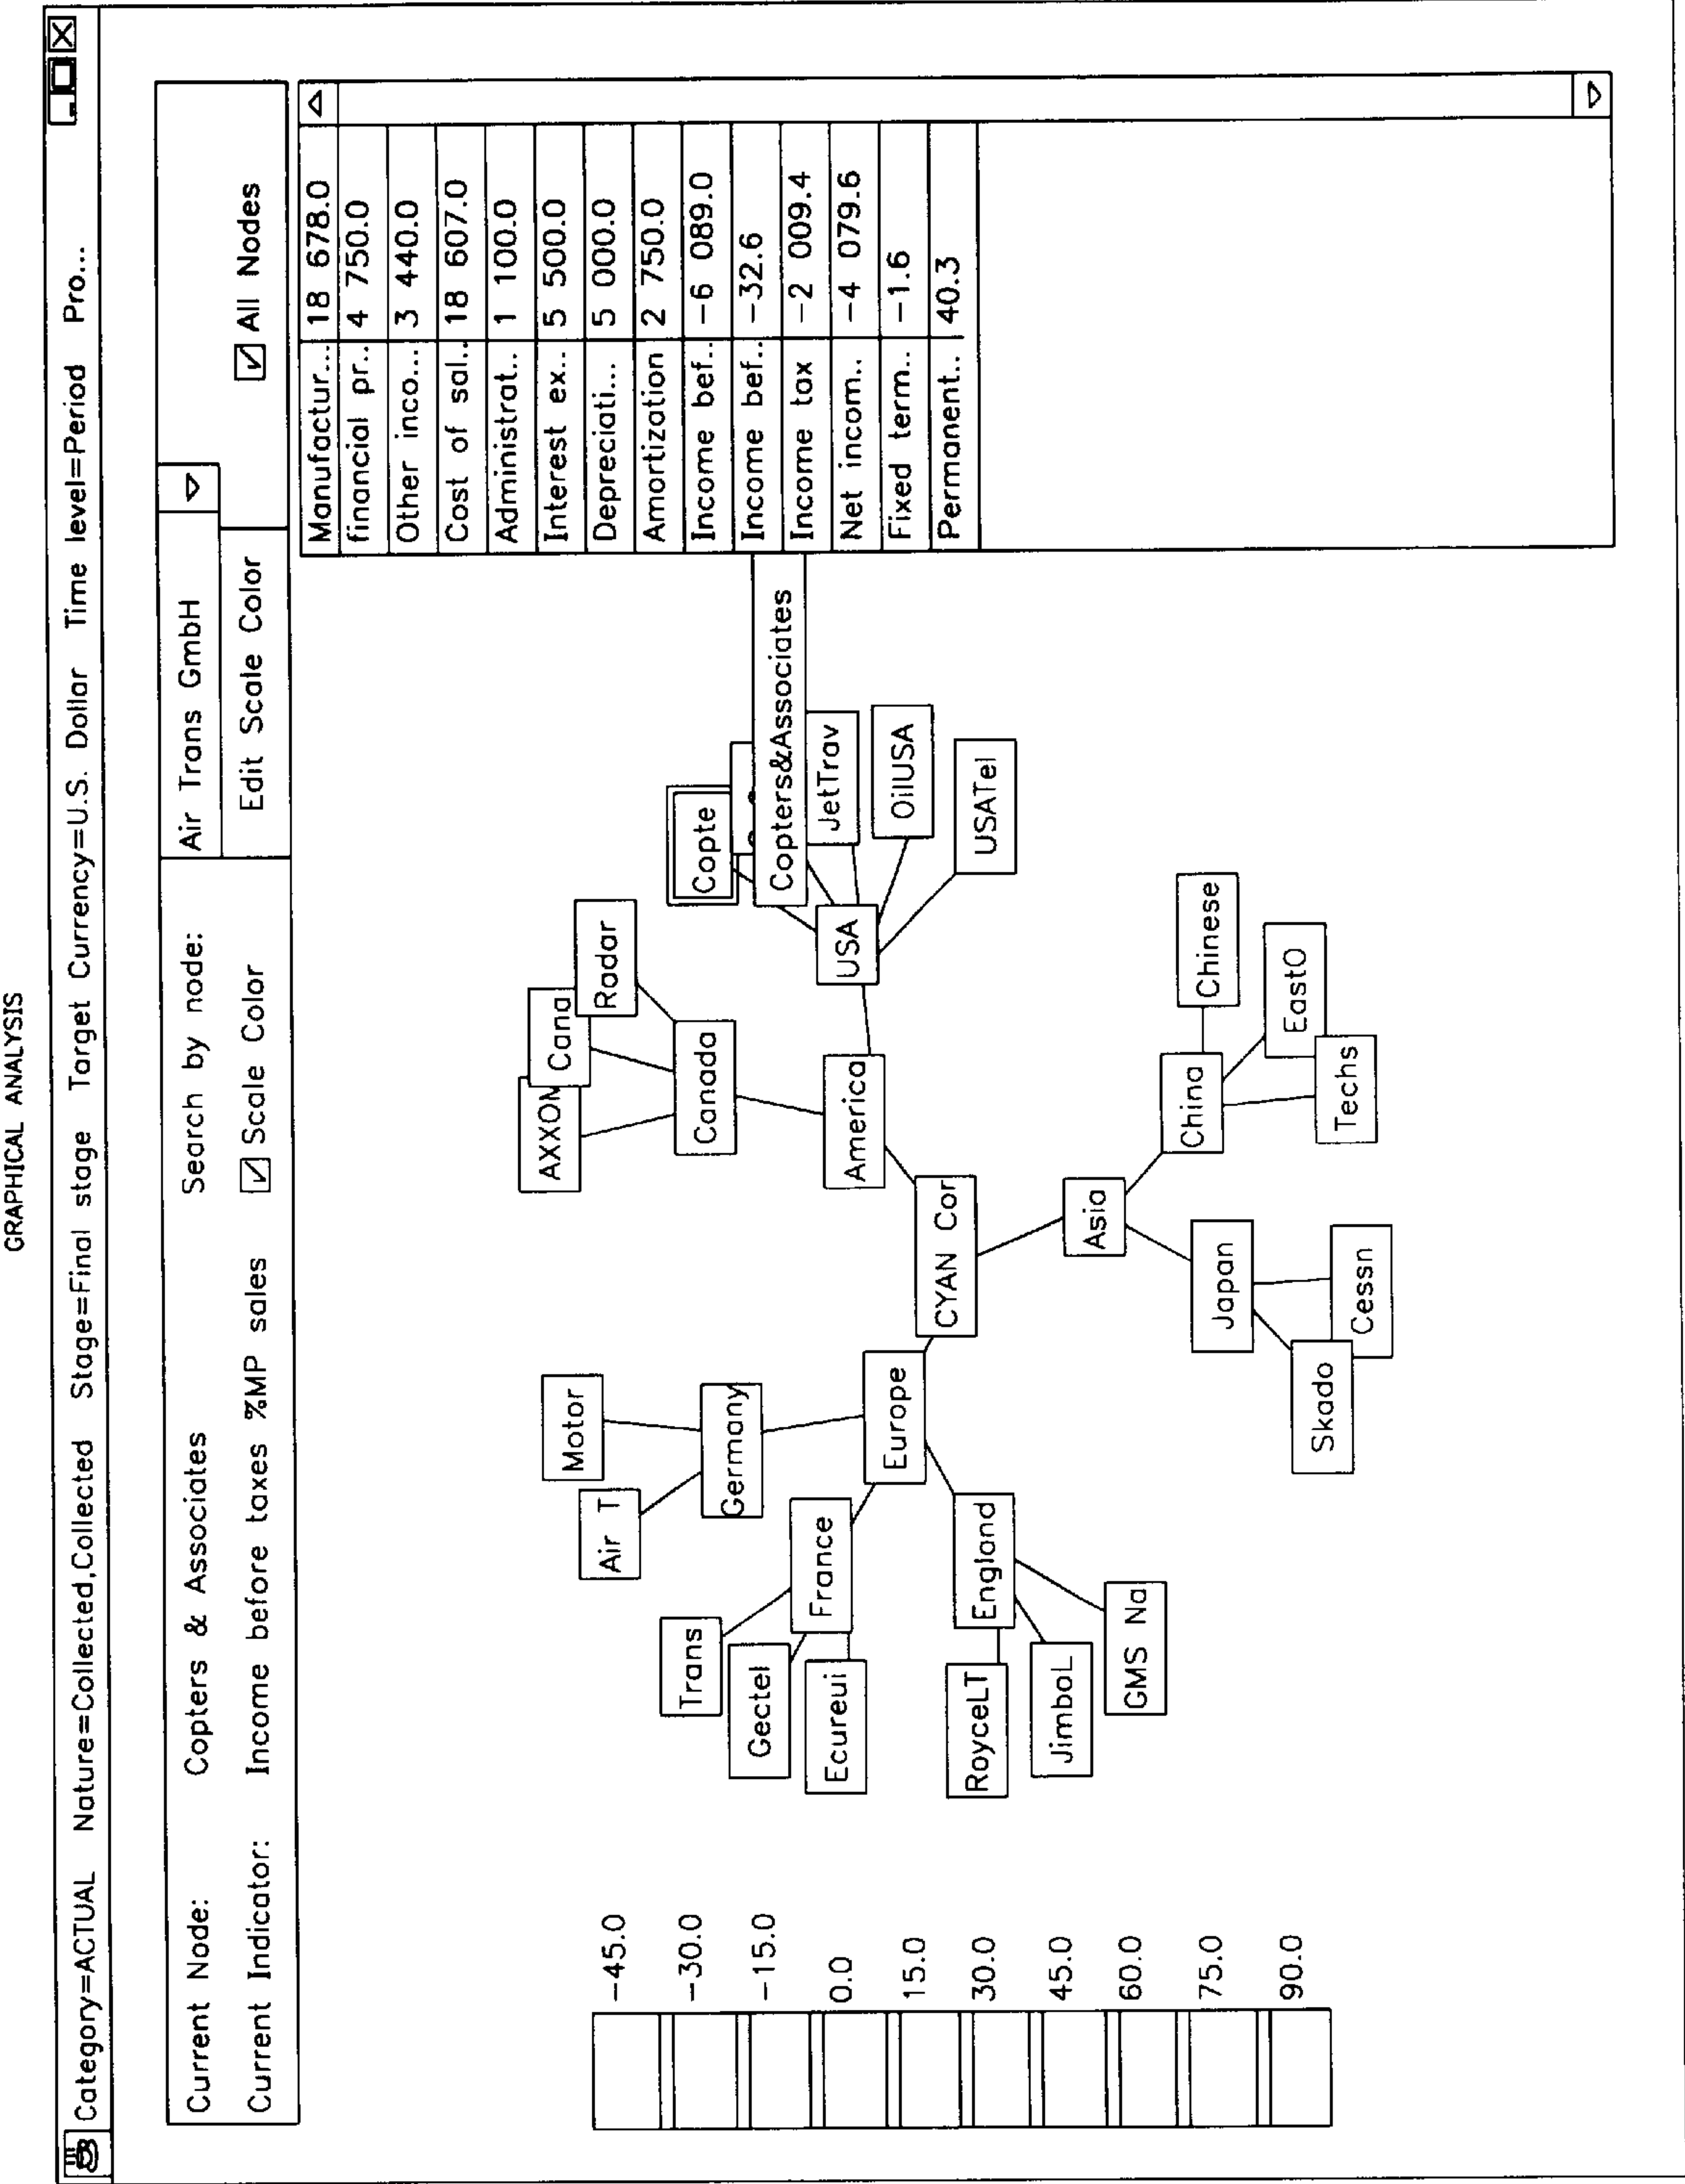 GRAPHICAL ANALYSIS
Category=ACTUAL Nature=Collected,Collected Stage=Final stage Target Currency=U.S. Dollar Time level=Period Pro...
Current Node: Copters & Associates Search by node: Air Trans GmbH
Current Indicator: Income before taxes %MP sales Scale Color Edit Scale Color All Nodes
Manufactur... 18 678.0
financial pr.. 4 750.0
Other inco... 3 440.0
Cost of sal.. 18 607.0
Administrat.. 1 100.0
Interest ex.. 5 500.0
Depreciati... 5 000.0
Amortization 2 750.0
Income bef.. -6 089.0
Income bef.. -32.6
Income tax -2 009.4
Net incom.. -4 079.6
Fixed term.. -1.6
Permanent.. 40.3
-45.0
-30.0
-15.0
0.0
15.0
30.0
45.0
60.0
75.0
90.0
Motor
Air T
Germany
Trans
Gectel
Ecureui
France
Europe
England
RoyceLT
JimbaL
GMS Na
CYAN Cor
AXXOM
Cana
Radar
Canada
America
USA
Copte
Copters&Associates
JetTrav
OilUSA
USATel
Asia
China
Chinese
EastO
Techs
Japan
Skado
Cessn